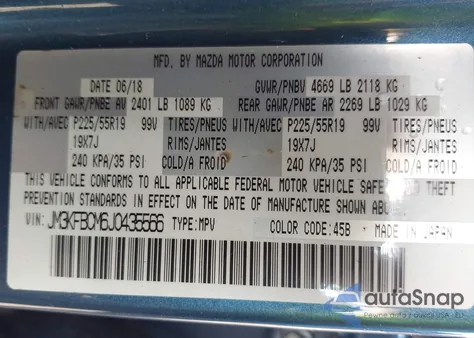 MFD. BY MAZDA MOTOR CORPORATION
DATE 06/18 GVWR/PNBV 4669 LB 2118 KG
FRONT GAWR/PNBE AV 2401 LB 1089 KG REAR GAWR/PNBE AR 2269 LB 1029 KG
WITH/AVEC P225/55R19 99V TIRES/PNEUS WITH/AVEC P225/55R19 99V TIRES/PNEUS
19X7J RIMS/JANTES 19X7J RIMS/JANTES
240 KPA/35 PSI COLD/A FROID 240 KPA/35 PSI COLD/A FROID
THIS VEHICLE CONFORMS TO ALL APPLICABLE FEDERAL MOTOR VEHICLE SAFETY AND THEFT
PREVENTION STANDARDS IN EFFECT ON THE DATE OF MANUFACTURE SHOWN ABOVE.
VIN: JM3KFBCM6J0435566 TYPE: MPV COLOR CODE: 45B MADE IN JAPAN
autaSnap